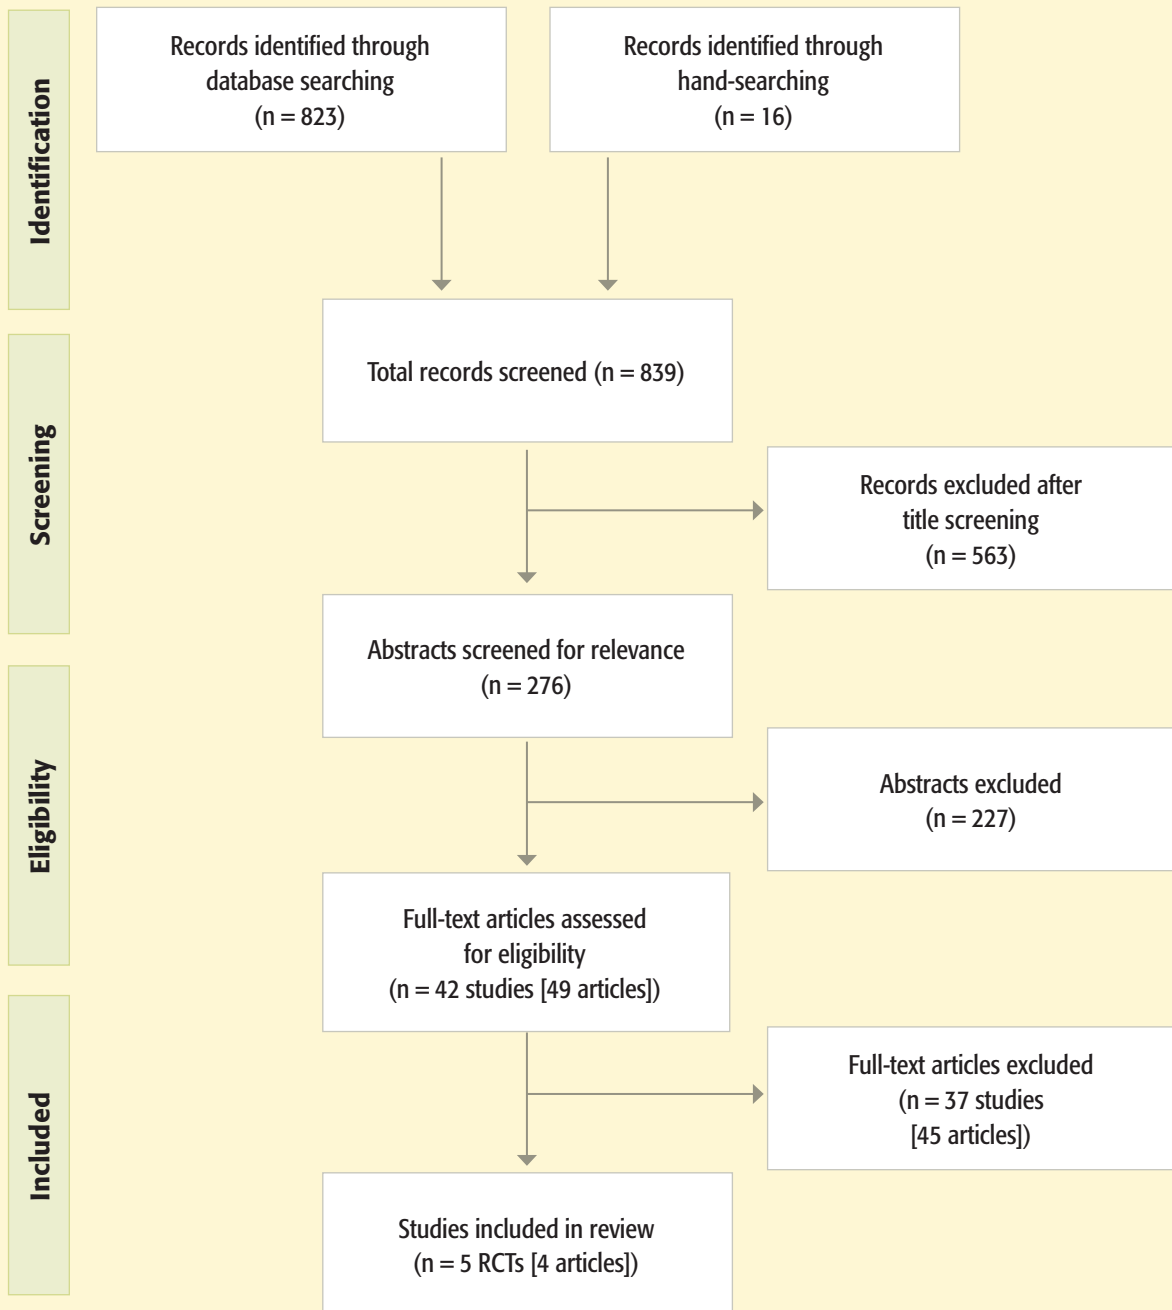 Identification
Records identified through
database searching
(n = 823)
Records identified through
hand-searching
(n = 16)
Screening
Total records screened (n = 839)
Records excluded after
title screening
(n = 563)
Abstracts screened for relevance
(n = 276)
Eligibility
Abstracts excluded
(n = 227)
Full-text articles assessed
for eligibility
(n = 42 studies [49 articles])
Included
Full-text articles excluded
(n = 37 studies
[45 articles])
Studies included in review
(n = 5 RCTs [4 articles])